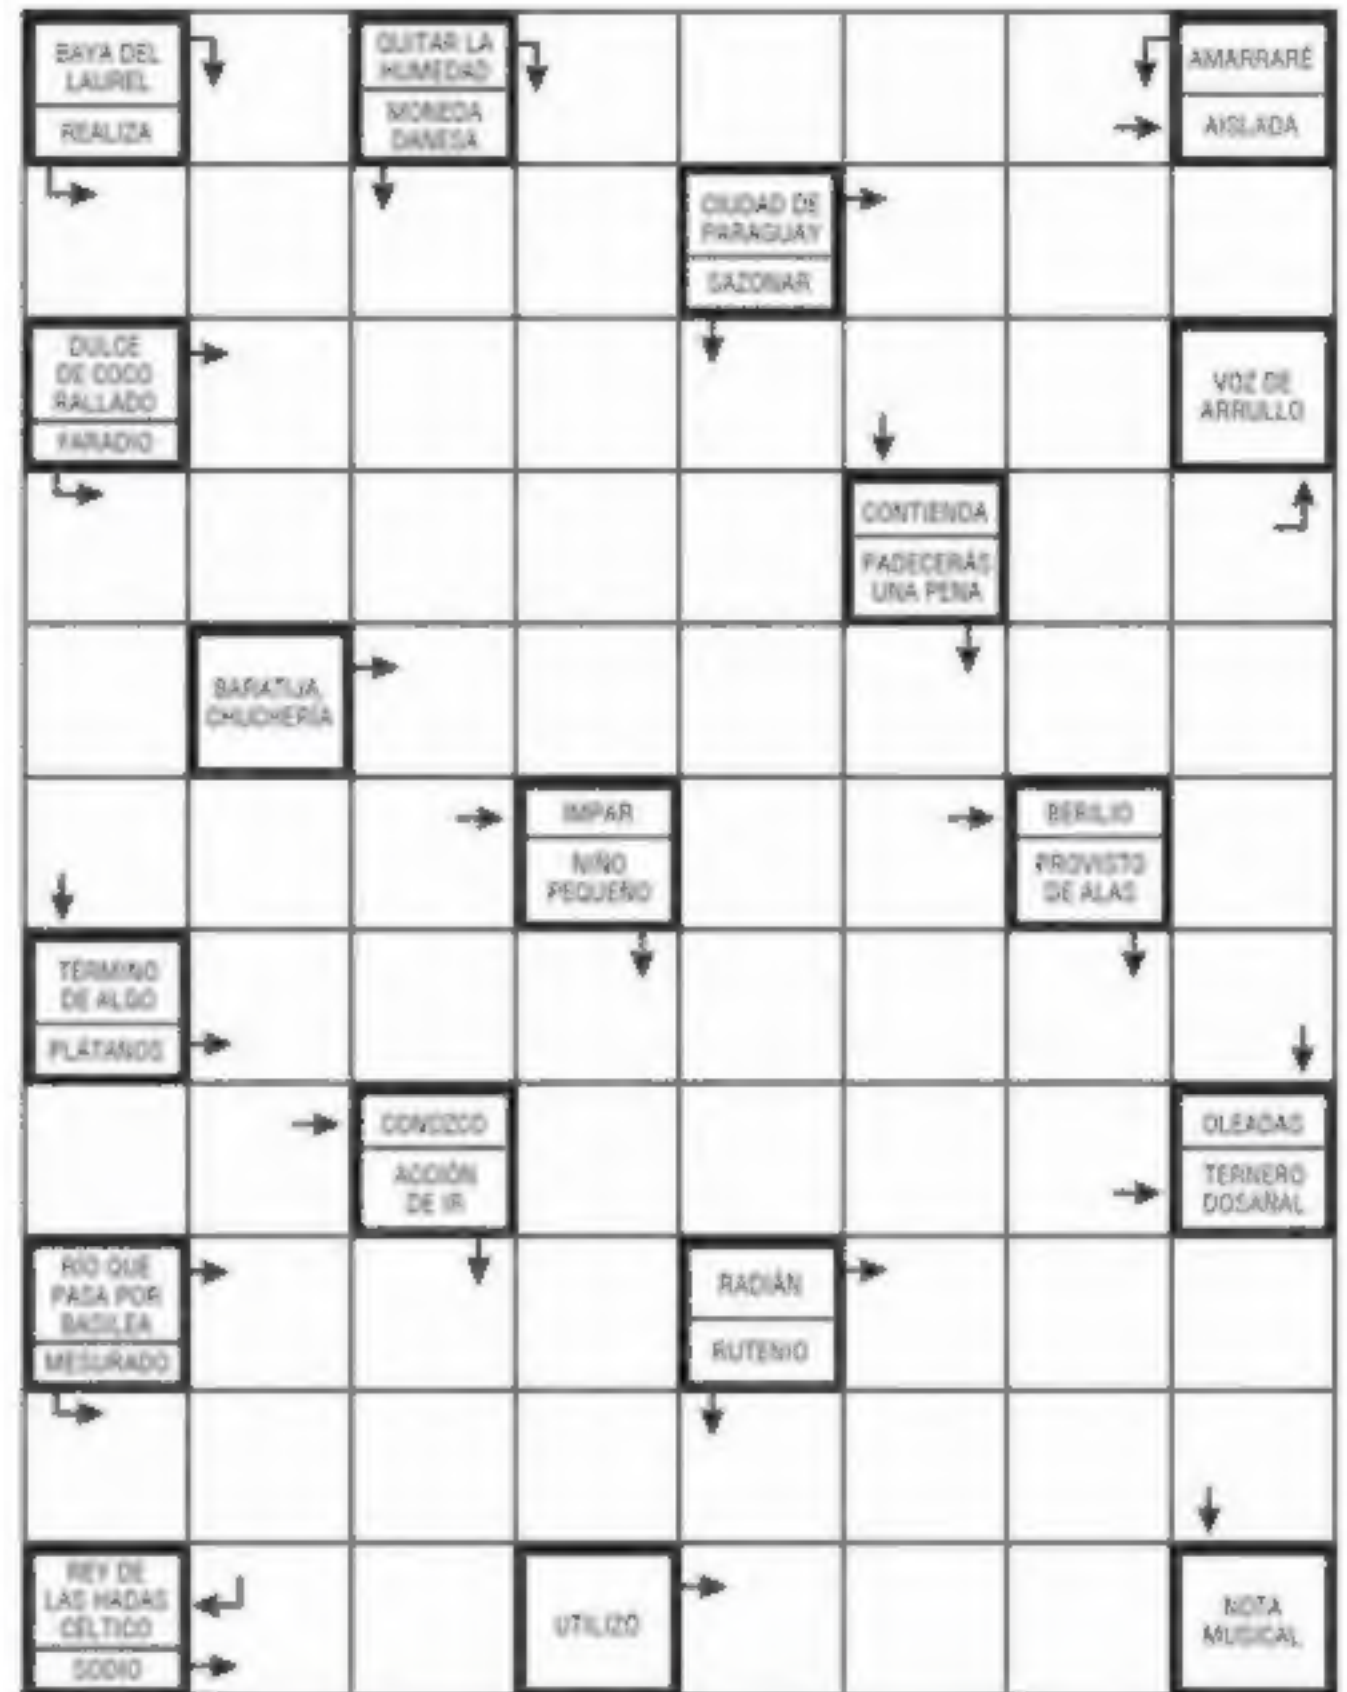 BAYA DEL
LAUREL
REALIZA
QUITAR LA
HUMEDAD
MONEDA
DANESA
AMARRARÉ
AISLADA
CIUDAD DE
PARAGUAY
SAZONAR
DULCE
DE COCO
RALLADO
FARADIO
VOZ DE
ARRULLO
CONTIENDA
PADECERÁS
UNA PENA
BARATIJA,
CHUCHERÍA
IMPAR
NIÑO
PEQUEÑO
BERILIO
PROVISTO
DE ALAS
TÉRMINO
DE ALGO
PLÁTANOS
CONOZCO
ACCIÓN
DE IR
OLEADAS
TERNERO
DOSAÑAL
RÍO QUE
PASA POR
BASILEA
MESURADO
RADIÁN
RUTENIO
REY DE
LAS HADAS
CÉLTICO
SODIO
UTILIZO
NOTA
MUSICAL